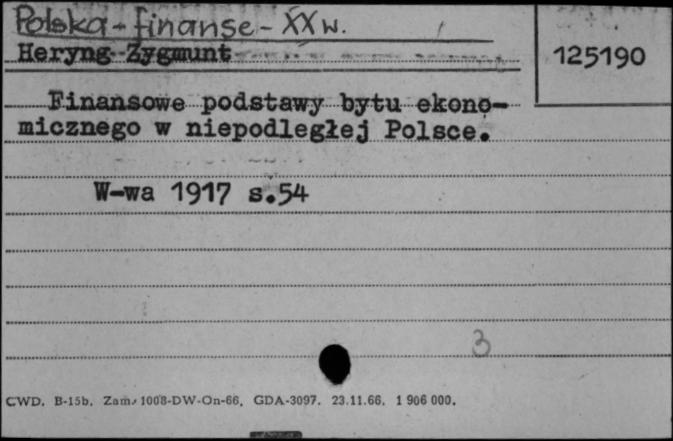 Polska - finanse - XX w.
Heryng Zygmunt
125190
Finansowe podstawy bytu ekono-
micznego w niepodległej Polsce.
W-wa 1917 s.54
3
CWD. B-15b. Zam. 1008-DW-On-66. GDA-3097. 23.11.66. 1 906 000.